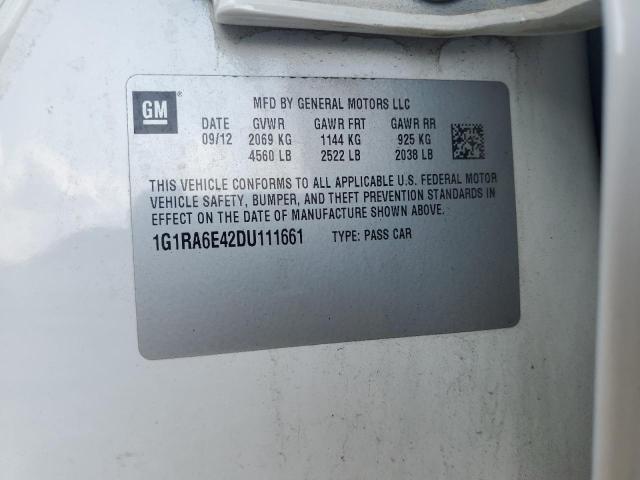 GM
MFD BY GENERAL MOTORS LLC
DATE GVWR GAWR FRT GAWR RR
09/12 2069 KG 1144 KG 925 KG
4560 LB 2522 LB 2038 LB
THIS VEHICLE CONFORMS TO ALL APPLICABLE U.S. FEDERAL MOTOR
VEHICLE SAFETY, BUMPER, AND THEFT PREVENTION STANDARDS IN
EFFECT ON THE DATE OF MANUFACTURE SHOWN ABOVE.
1G1RA6E42DU111661 TYPE: PASS CAR